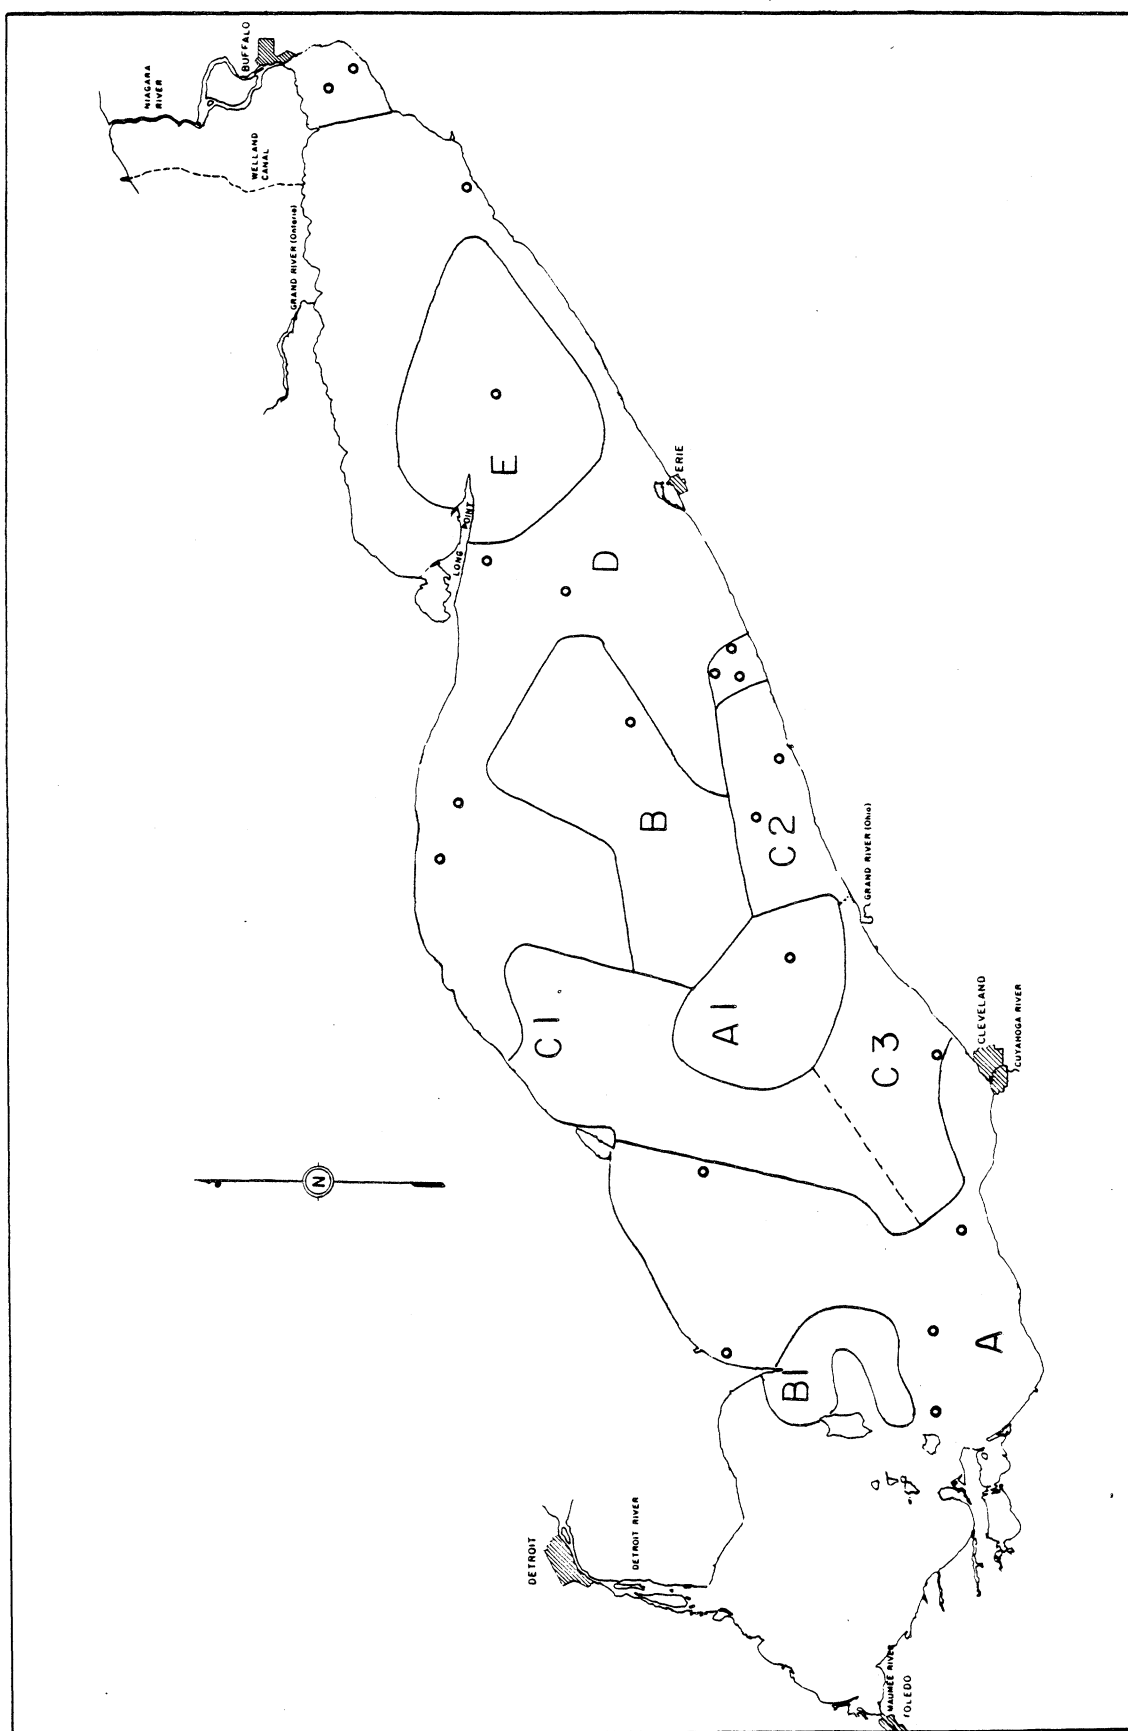 BUFFALO
NIAGARA
RIVER
WELLAND
CANAL
GRAND RIVER (Ontario)
E
ERIE
LONG POINT
D
B
C2
GRAND RIVER (Ohio)
C1
A1
C3
CLEVELAND
CUYAHOGA RIVER
N
B1
A
DETROIT
DETROIT RIVER
MAUMEE RIVER
TOLEDO